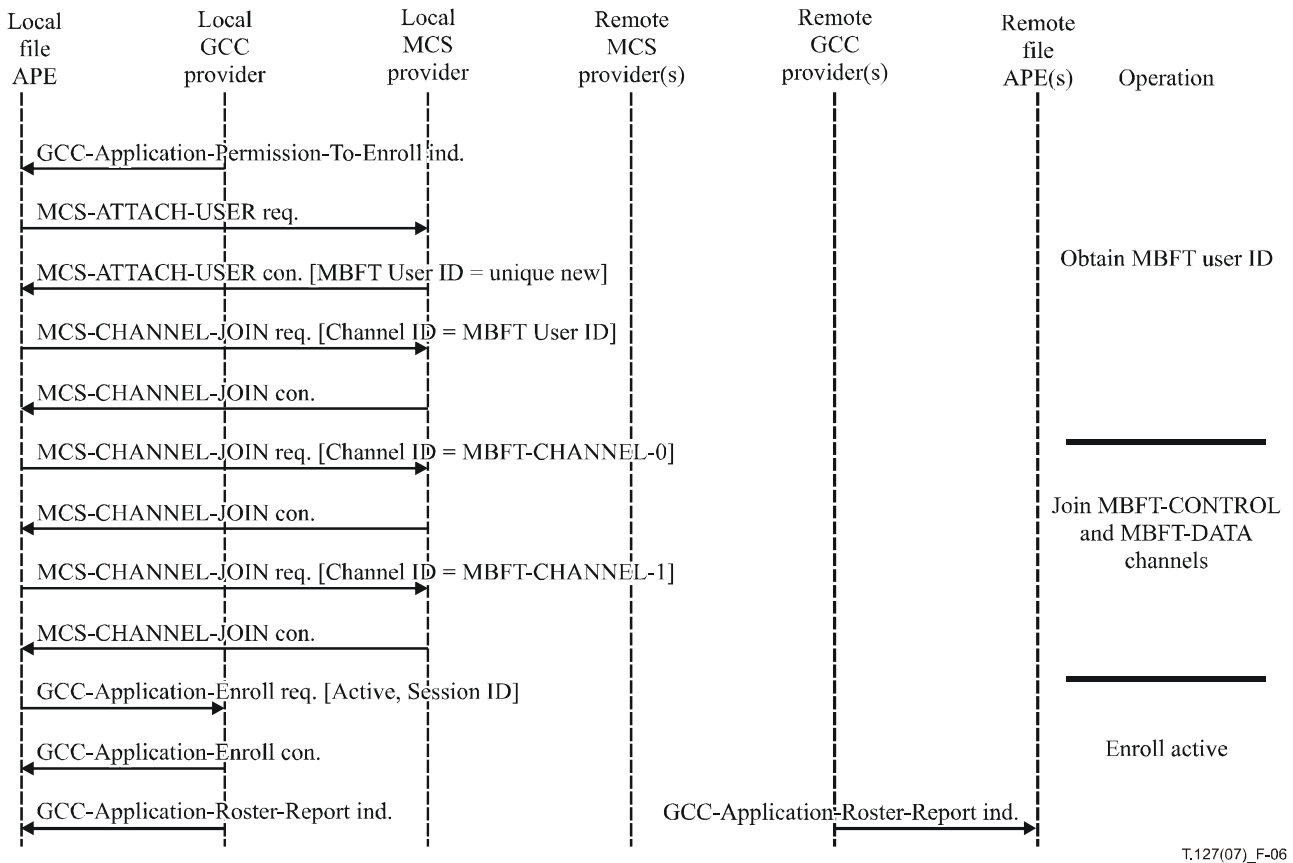 Local
file
APE
Local
GCC
provider
Local
MCS
provider
Remote
MCS
provider(s)
Remote
GCC
provider(s)
Remote
file
APE(s)
Operation
GCC-Application-Permission-To-Enroll ind.
MCS-ATTACH-USER req.
MCS-ATTACH-USER con. [MBFT User ID = unique new]
Obtain MBFT user ID
MCS-CHANNEL-JOIN req. [Channel ID = MBFT User ID]
MCS-CHANNEL-JOIN con.
MCS-CHANNEL-JOIN req. [Channel ID = MBFT-CHANNEL-0]
MCS-CHANNEL-JOIN con.
Join MBFT-CONTROL
and MBFT-DATA
channels
MCS-CHANNEL-JOIN req. [Channel ID = MBFT-CHANNEL-1]
MCS-CHANNEL-JOIN con.
GCC-Application-Enroll req. [Active, Session ID]
GCC-Application-Enroll con.
Enroll active
GCC-Application-Roster-Report ind.
GCC-Application-Roster-Report ind.
T.127(07)_F-06